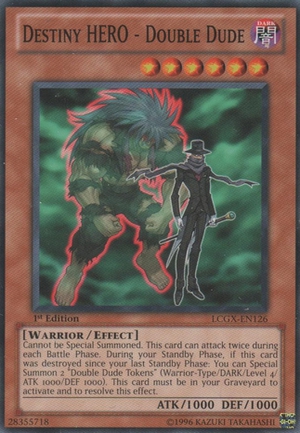 DESTINY HERO - DOUBLE DUDE
DARK
闇
1st Edition
LCGX-EN126
[WARRIOR / EFFECT]
Cannot be Special Summoned. This card can attack twice during
each Battle Phase. During your Standby Phase, if this card
was destroyed since your last Standby Phase: You can Special
Summon 2 "Double Dude Tokens" (Warrior-Type/DARK/Level 4/
ATK 1000/DEF 1000). This card must be in your Graveyard to
activate and to resolve this effect.
ATK/1000 DEF/1000
28355718
©1996 KAZUKI TAKAHASHI